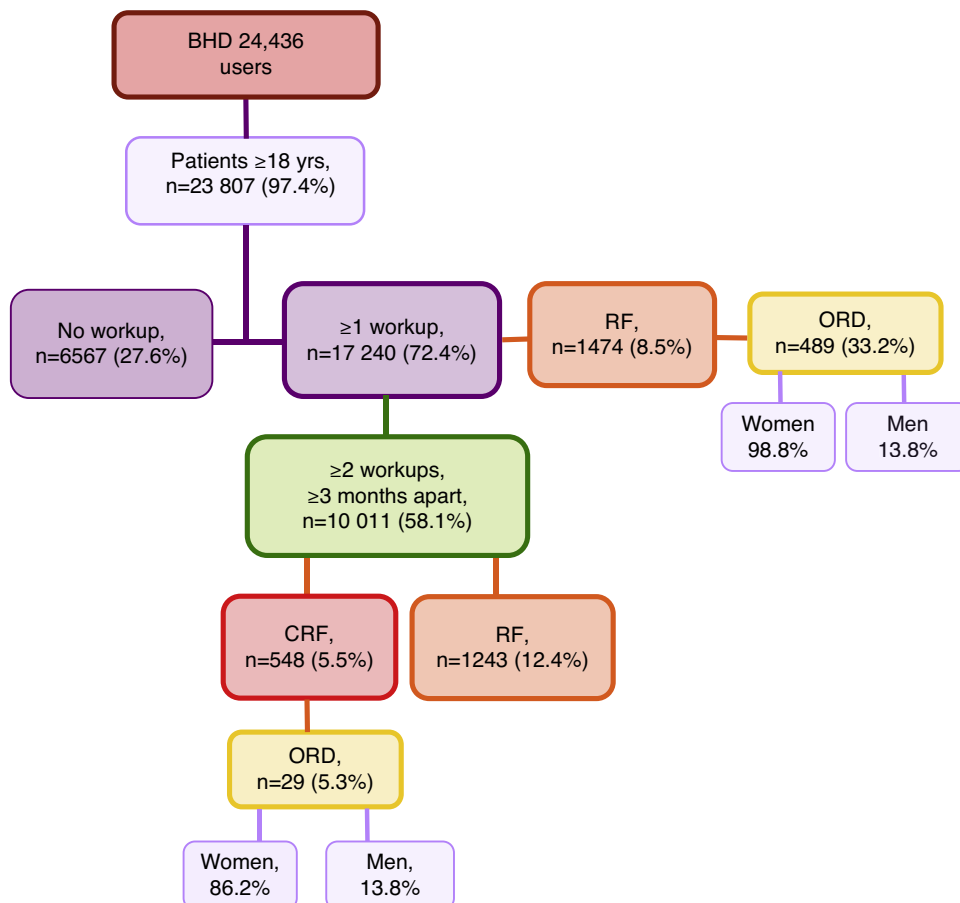 BHD 24,436
users
Patients ≥18 yrs,
n=23 807 (97.4%)
No workup,
n=6567 (27.6%)
≥1 workup,
n=17 240 (72.4%)
RF,
n=1474 (8.5%)
ORD,
n=489 (33.2%)
Women
98.8%
Men
13.8%
≥2 workups,
≥3 months apart,
n=10 011 (58.1%)
CRF,
n=548 (5.5%)
RF,
n=1243 (12.4%)
ORD,
n=29 (5.3%)
Women,
86.2%
Men,
13.8%